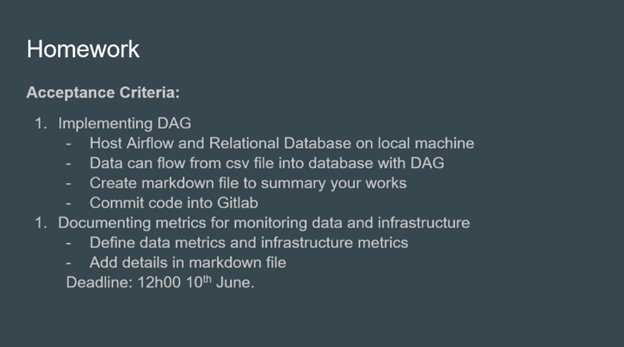 Homework
Acceptance Criteria:
1. Implementing DAG
- Host Airflow and Relational Database on local machine
- Data can flow from csv file into database with DAG
- Create markdown file to summary your works
- Commit code into Gitlab
1. Documenting metrics for monitoring data and infrastructure
- Define data metrics and infrastructure metrics
- Add details in markdown file
Deadline: 12h00 10th June.